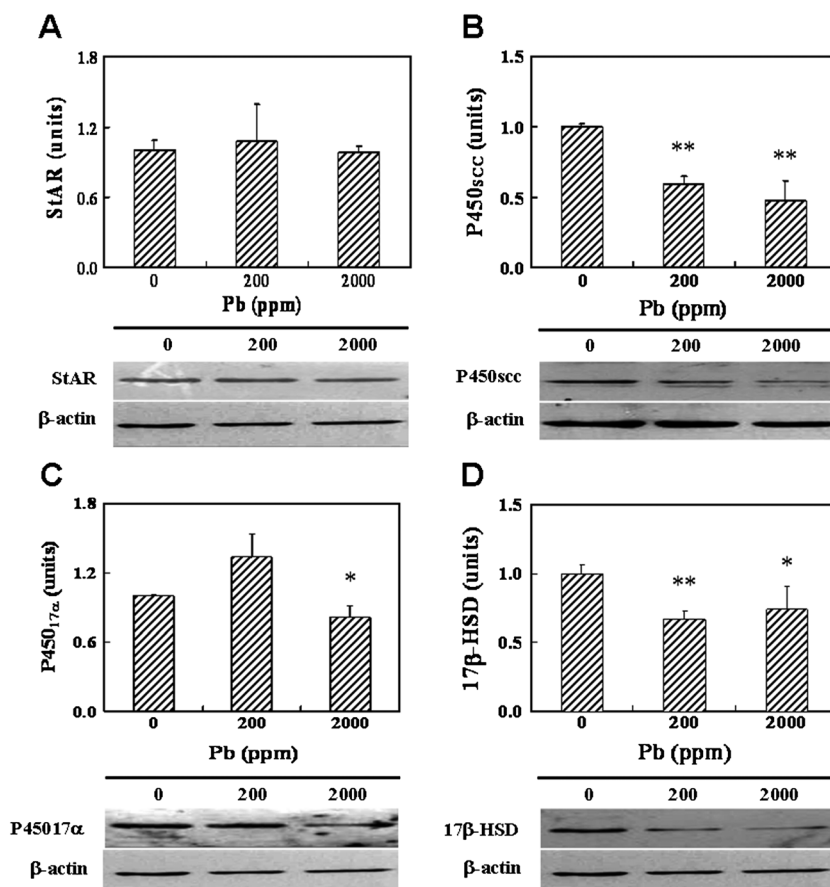 A
StAR (units)
1.8
1.2
0.6
0.0
0 200 2000
Pb (ppm)
0 200 2000
StAR
β-actin
B
P450scc (units)
1.5
1.0
0.5
0.0
** **
0 200 2000
Pb (ppm)
0 200 2000
P450scc
β-actin
C
P45017α (units)
1.8
1.2
0.6
0.0
*
0 200 2000
Pb (ppm)
0 200 2000
P45017α
β-actin
D
17β-HSD (units)
1.5
1.0
0.5
0.0
** *
0 200 2000
Pb (ppm)
0 200 2000
17β-HSD
β-actin